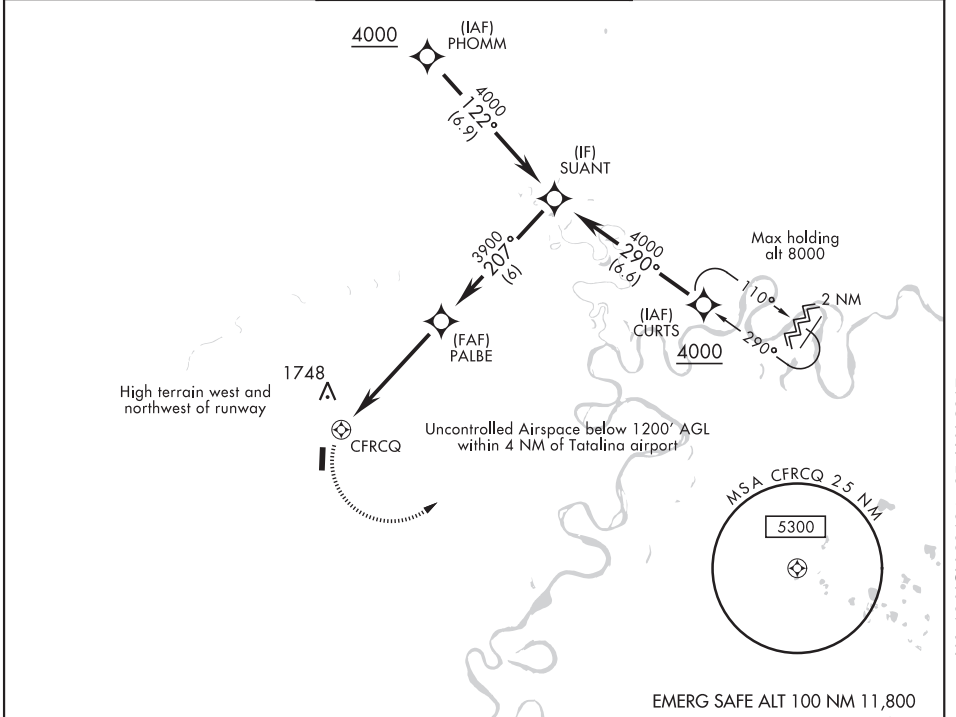 (IAF)
PHOMM
4000
4000
122°
(6.9)
(IF)
SUANT
3900
207°
(6)
4000
290°
(6.6)
Max holding
alt 8000
110°
2 NM
290°
(IAF)
CURTS
4000
(FAF)
PALBE
1748
High terrain west and
northwest of runway
CFRCQ
Uncontrolled Airspace below 1200' AGL
within 4 NM of Tatalina airport
MSA CFRCQ 25 NM
5300
EMERG SAFE ALT 100 NM 11,800